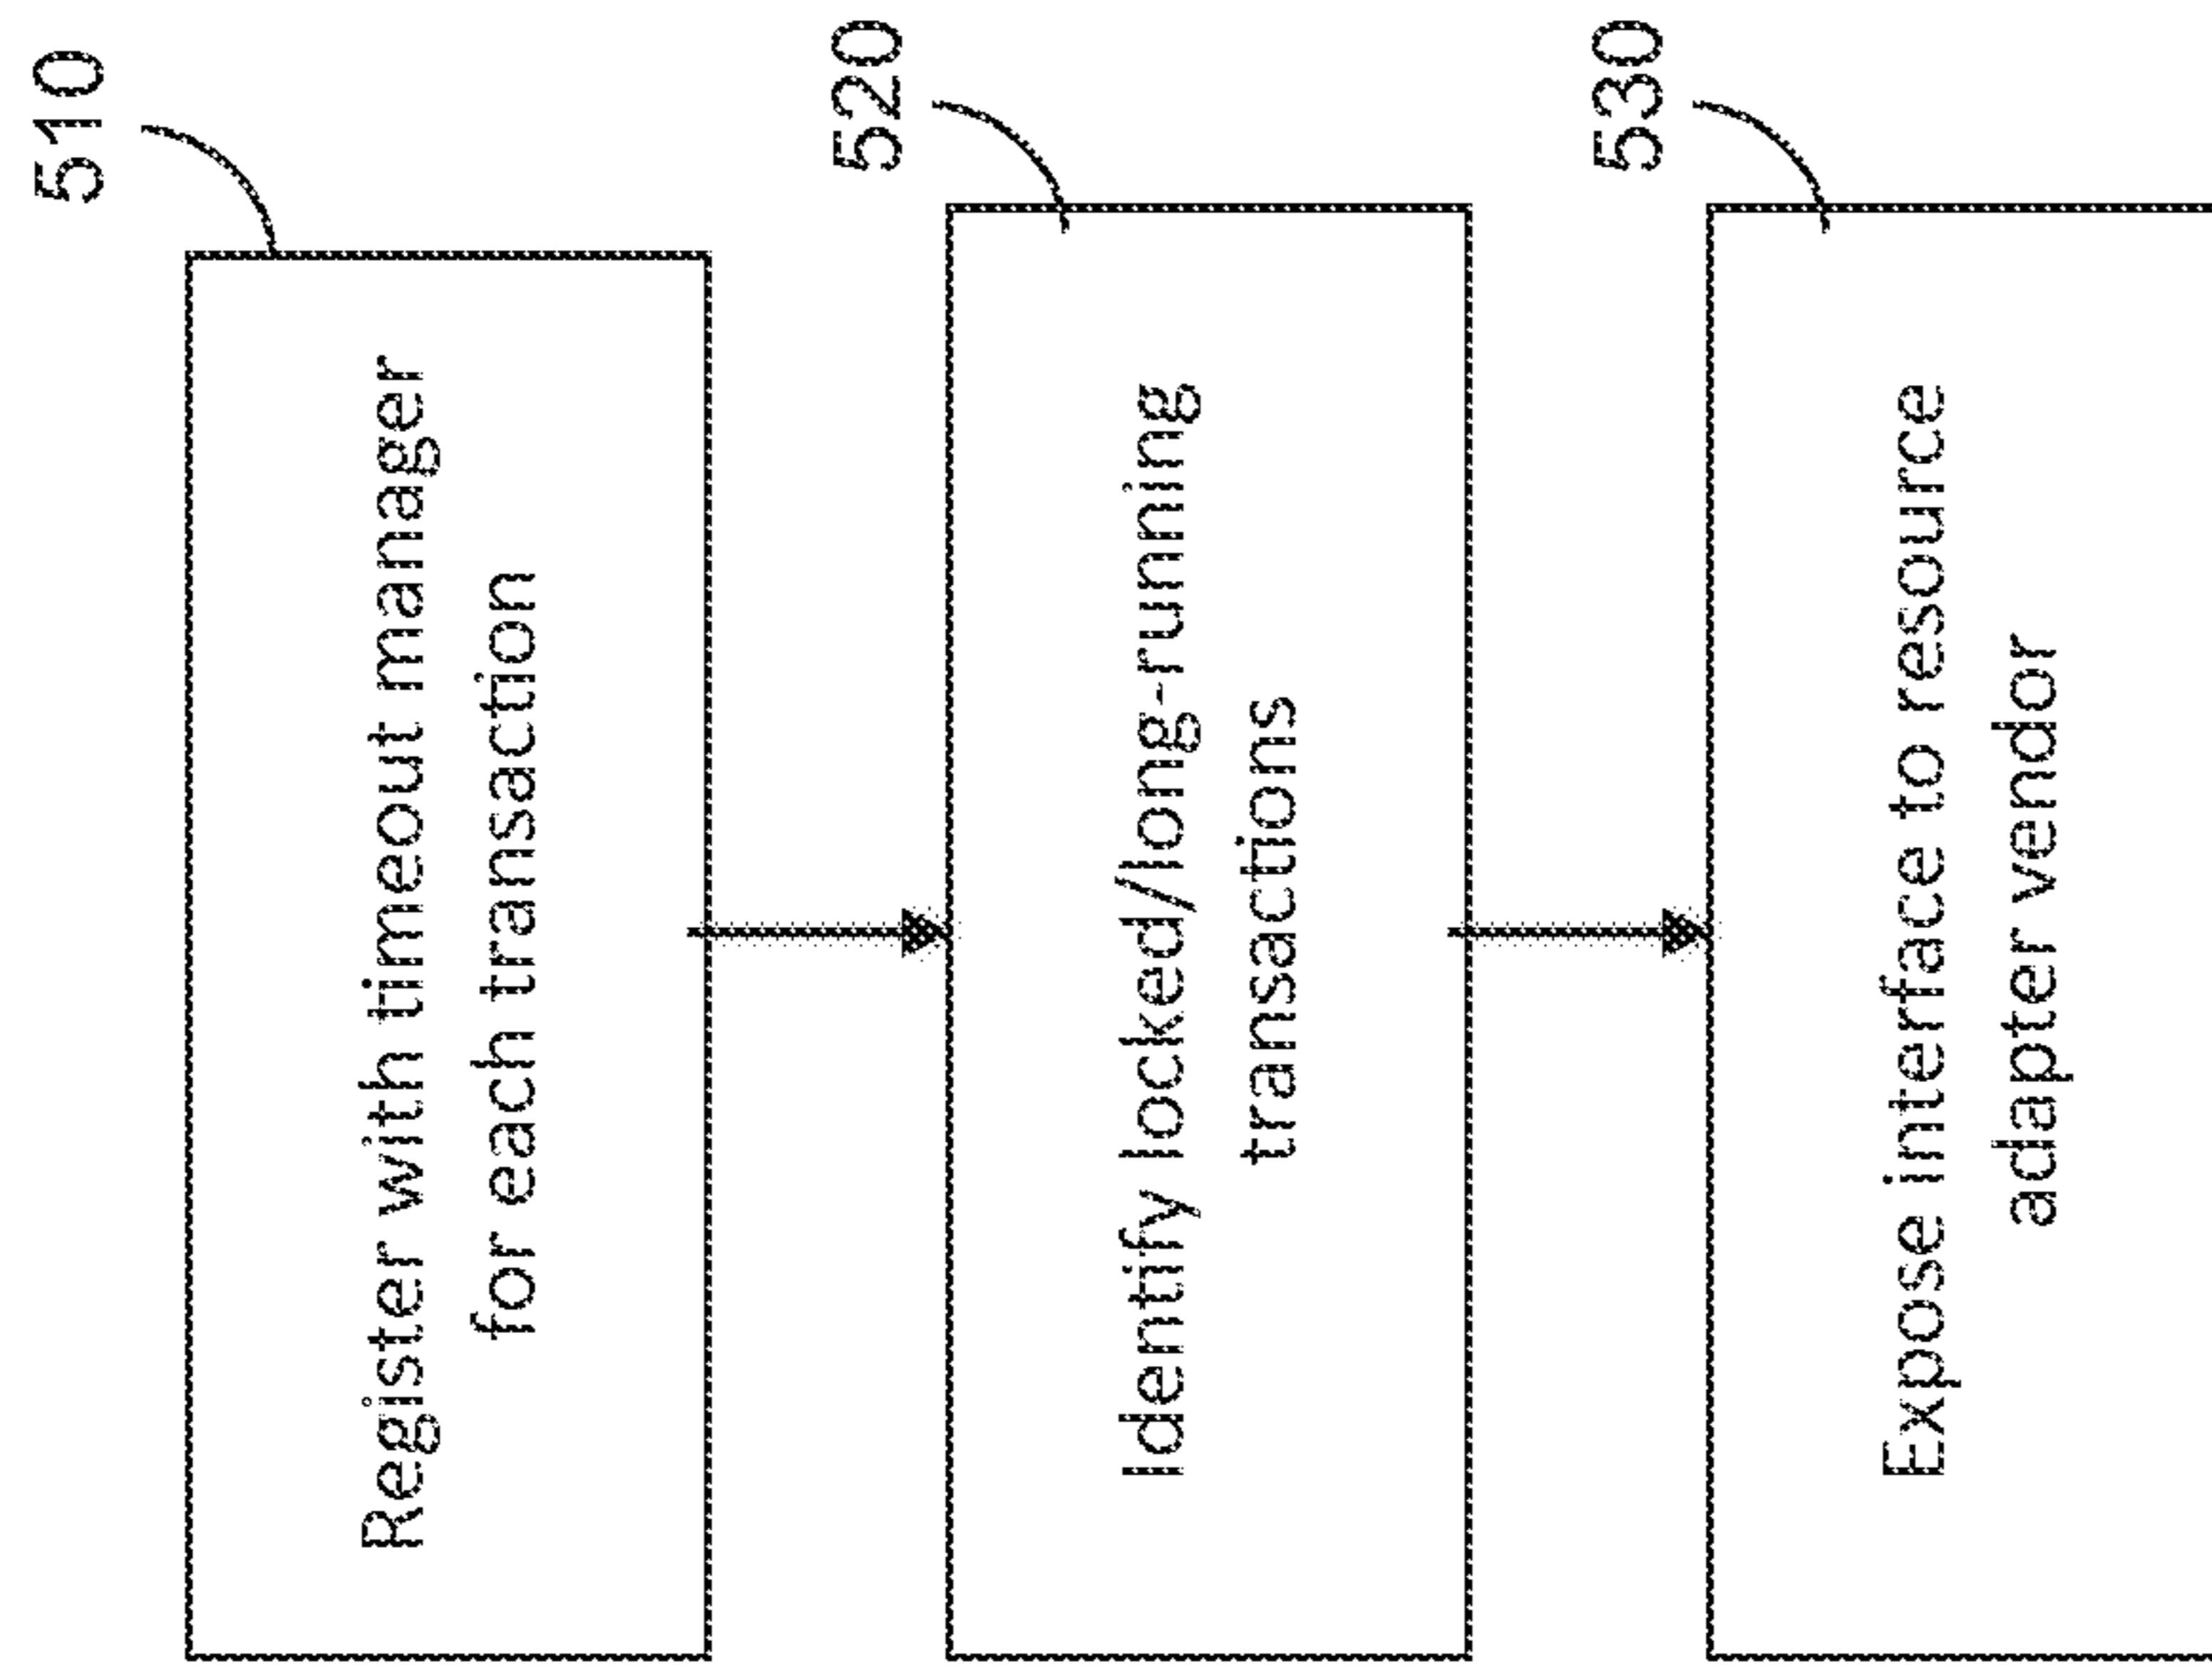 510
Register with timeout manager
for each transaction
520
Identify locked/long-running
transactions
530
Expose interface to resource
adapter vendor